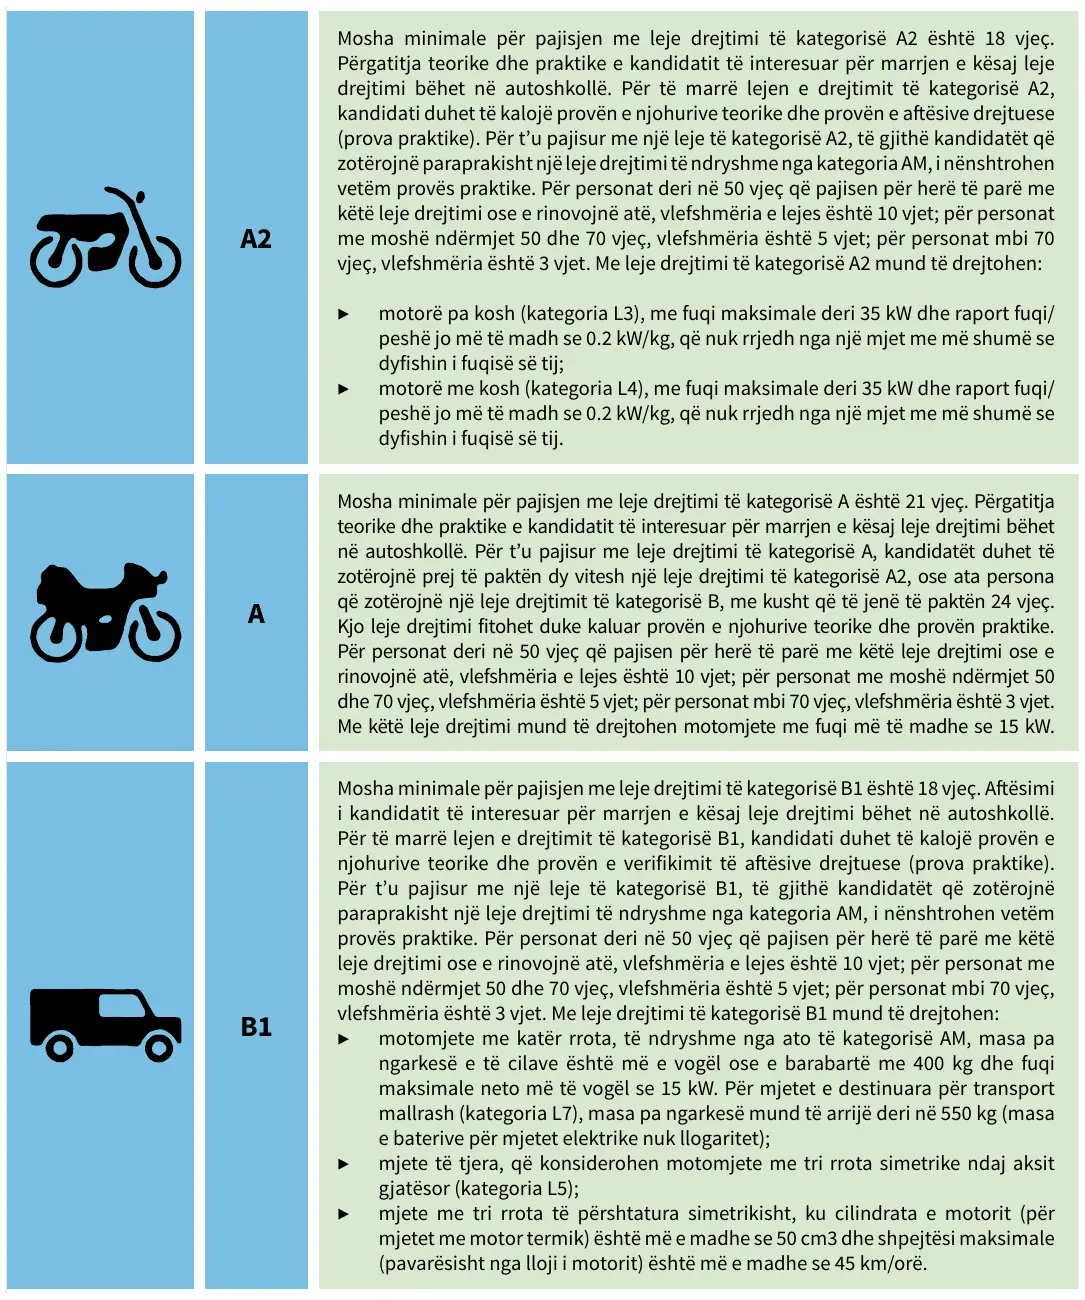 A2
Mosha minimale për pajisjen me leje drejtimi të kategorisë A2 është 18 vjeç.
Përgatitja teorike dhe praktike e kandidatit të interesuar për marrjen e kësaj leje
drejtimi bëhet në autoshkollë. Për të marrë lejen e drejtimit të kategorisë A2,
kandidati duhet të kalojë provën e njohurive teorike dhe provën e aftësive drejtuese
(prova praktike). Për t’u pajisur me një leje të kategorisë A2, të gjithë kandidatët që
zotërojnë paraprakisht një leje drejtimi të ndryshme nga kategoria AM, i nënshtrohen
vetëm provës praktike. Për personat deri në 50 vjeç që pajisen për herë të parë me
këtë leje drejtimi ose e rinovojnë atë, vlefshmëria e lejes është 10 vjet; për personat
me moshë ndërmjet 50 dhe 70 vjeç, vlefshmëria është 5 vjet; për personat mbi 70
vjeç, vlefshmëria është 3 vjet. Me leje drejtimi të kategorisë A2 mund të drejtohen:
► motorë pa kosh (kategoria L3), me fuqi maksimale deri 35 kW dhe raport fuqi/
peshë jo më të madh se 0.2 kW/kg, që nuk rrjedh nga një mjet me më shumë se
dyfishin i fuqisë së tij;
► motorë me kosh (kategoria L4), me fuqi maksimale deri 35 kW dhe raport fuqi/
peshë jo më të madh se 0.2 kW/kg, që nuk rrjedh nga një mjet me më shumë se
dyfishin i fuqisë së tij.
A
Mosha minimale për pajisjen me leje drejtimi të kategorisë A është 21 vjeç. Përgatitja
teorike dhe praktike e kandidatit të interesuar për marrjen e kësaj leje drejtimi bëhet
në autoshkollë. Për t’u pajisur me leje drejtimi të kategorisë A, kandidatët duhet të
zotërojnë prej të paktën dy vitesh një leje drejtimi të kategorisë A2, ose ata persona
që zotërojnë një leje drejtimit të kategorisë B, me kusht që të jenë të paktën 24 vjeç.
Kjo leje drejtimi fitohet duke kaluar provën e njohurive teorike dhe provën praktike.
Për personat deri në 50 vjeç që pajisen për herë të parë me këtë leje drejtimi ose e
rinovojnë atë, vlefshmëria e lejes është 10 vjet; për personat me moshë ndërmjet 50
dhe 70 vjeç, vlefshmëria është 5 vjet; për personat mbi 70 vjeç, vlefshmëria është 3 vjet.
Me këtë leje drejtimi mund të drejtohen motomjete me fuqi më të madhe se 15 kW.
B1
Mosha minimale për pajisjen me leje drejtimi të kategorisë B1 është 18 vjeç. Aftësimi
i kandidatit të interesuar për marrjen e kësaj leje drejtimi bëhet në autoshkollë.
Për të marrë lejen e drejtimit të kategorisë B1, kandidati duhet të kalojë provën e
njohurive teorike dhe provën e verifikimit të aftësive drejtuese (prova praktike).
Për t’u pajisur me një leje të kategorisë B1, të gjithë kandidatët që zotërojnë
paraprakisht një leje drejtimi të ndryshme nga kategoria AM, i nënshtrohen vetëm
provës praktike. Për personat deri në 50 vjeç që pajisen për herë të parë me këtë
leje drejtimi ose e rinovojnë atë, vlefshmëria e lejes është 10 vjet; për personat me
moshë ndërmjet 50 dhe 70 vjeç, vlefshmëria është 5 vjet; për personat mbi 70 vjeç,
vlefshmëria është 3 vjet. Me leje drejtimi të kategorisë B1 mund të drejtohen:
► motomjete me katër rrota, të ndryshme nga ato të kategorisë AM, masa pa
ngarkesë e të cilave është më e vogël ose e barabartë me 400 kg dhe fuqi
maksimale neto më të vogël se 15 kW. Për mjetet e destinuara për transport
mallrash (kategoria L7), masa pa ngarkesë mund të arrijë deri në 550 kg (masa
e baterive për mjetet elektrike nuk llogaritet);
► mjete të tjera, që konsiderohen motomjete me tri rrota simetrike ndaj aksit
gjatësor (kategoria L5);
► mjete me tri rrota të përshtatura simetrikisht, ku cilindrata e motorit (për
mjetet me motor termik) është më e madhe se 50 cm3 dhe shpejtësi maksimale
(pavarësisht nga lloji i motorit) është më e madhe se 45 km/orë.